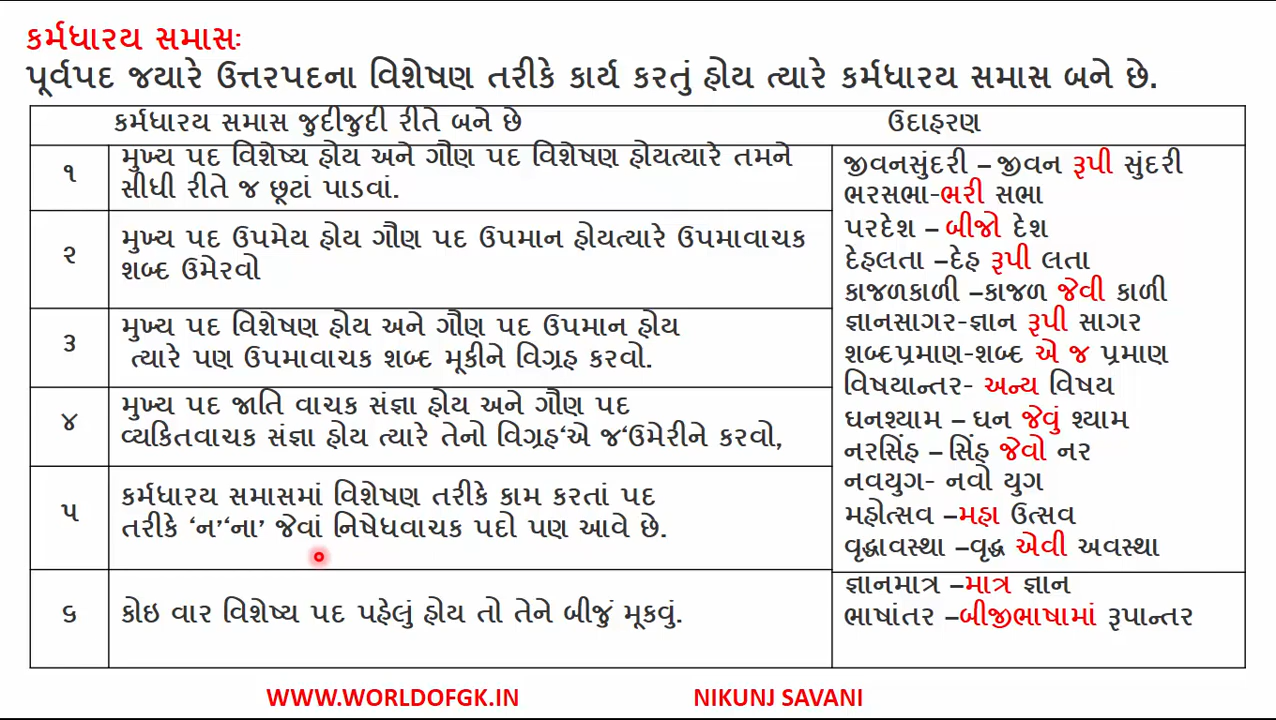 કર્મધારય સમાસઃ
પૂર્વપદ જયારે ઉત્તરપદના વિશેષણ તરીકે કાર્ય કરતું હોય ત્યારે કર્મધારય સમાસ બને છે.
કર્મધારય સમાસ જુદીજુદી રીતે બને છે
ઉદાહરણ
૧
મુખ્ય પદ વિશેષ્ય હોય અને ગૌણ પદ વિશેષણ હોયત્યારે તમને
સીધી રીતે જ છૂટાં પાડવાં.
૨
મુખ્ય પદ ઉપમેય હોય ગૌણ પદ ઉપમાન હોયત્યારે ઉપમાવાચક
શબ્દ ઉમેરવો
૩
મુખ્ય પદ વિશેષણ હોય અને ગૌણ પદ ઉપમાન હોય
ત્યારે પણ ઉપમાવાચક શબ્દ મૂકીને વિગ્રહ કરવો.
૪
મુખ્ય પદ જાતિ વાચક સંજ્ઞા હોય અને ગૌણ પદ
વ્યકિતવાચક સંજ્ઞા હોય ત્યારે તેનો વિગ્રહ‘એ જ‘ઉમેરીને કરવો,
૫
કર્મધારય સમાસમાં વિશેષણ તરીકે કામ કરતાં પદ
તરીકે ‘ન’‘ના’ જેવાં નિષેધવાચક પદો પણ આવે છે.
૬
કોઇ વાર વિશેષ્ય પદ પહેલું હોય તો તેને બીજું મૂકવું.
જીવનસુંદરી – જીવન રૂપી સુંદરી
ભરસભા-ભરી સભા
પરદેશ – બીજો દેશ
દેહલતા –દેહ રૂપી લતા
કાજળકાળી –કાજળ જેવી કાળી
જ્ઞાનસાગર-જ્ઞાન રૂપી સાગર
શબ્દપ્રમાણ-શબ્દ એ જ પ્રમાણ
વિષયાન્તર- અન્ય વિષય
ઘનશ્યામ – ઘન જેવું શ્યામ
નરસિંહ – સિંહ જેવો નર
નવયુગ- નવો યુગ
મહોત્સવ –મહા ઉત્સવ
વૃદ્ધાવસ્થા –વૃદ્ધ એવી અવસ્થા
જ્ઞાનમાત્ર –માત્ર જ્ઞાન
ભાષાંતર –બીજીભાષામાં રૂપાન્તર
WWW.WORLDOFGK.IN
NIKUNJ SAVANI